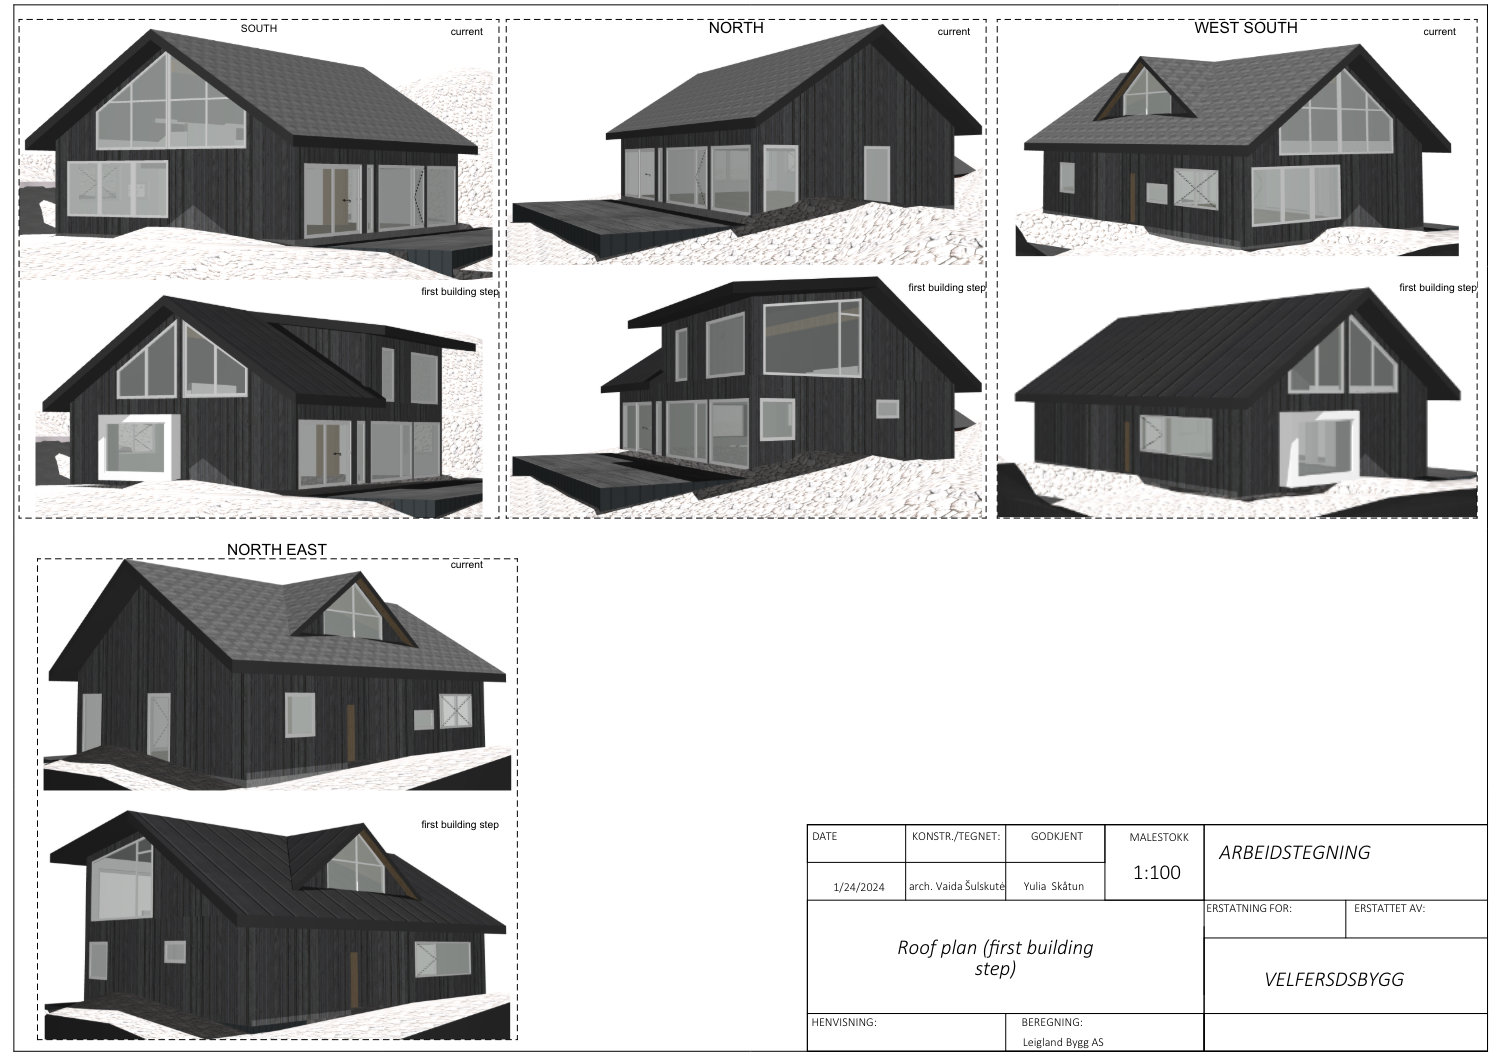 SOUTH
current
NORTH
current
WEST SOUTH
current
first building step
first building step
first building step
NORTH EAST
current
first building step
DATE
KONSTR./TEGNET:
GODKJENT
MALESTOKK
ARBEIDSTEGNING
1:100
1/24/2024
arch. Vaida Šulskutė
Yulia Skåtun
ERSTATNING FOR:
ERSTATTET AV:
Roof plan (first building
step)
VELFERSDSBYGG
HENVISNING:
BEREGNING:
Leigland Bygg AS